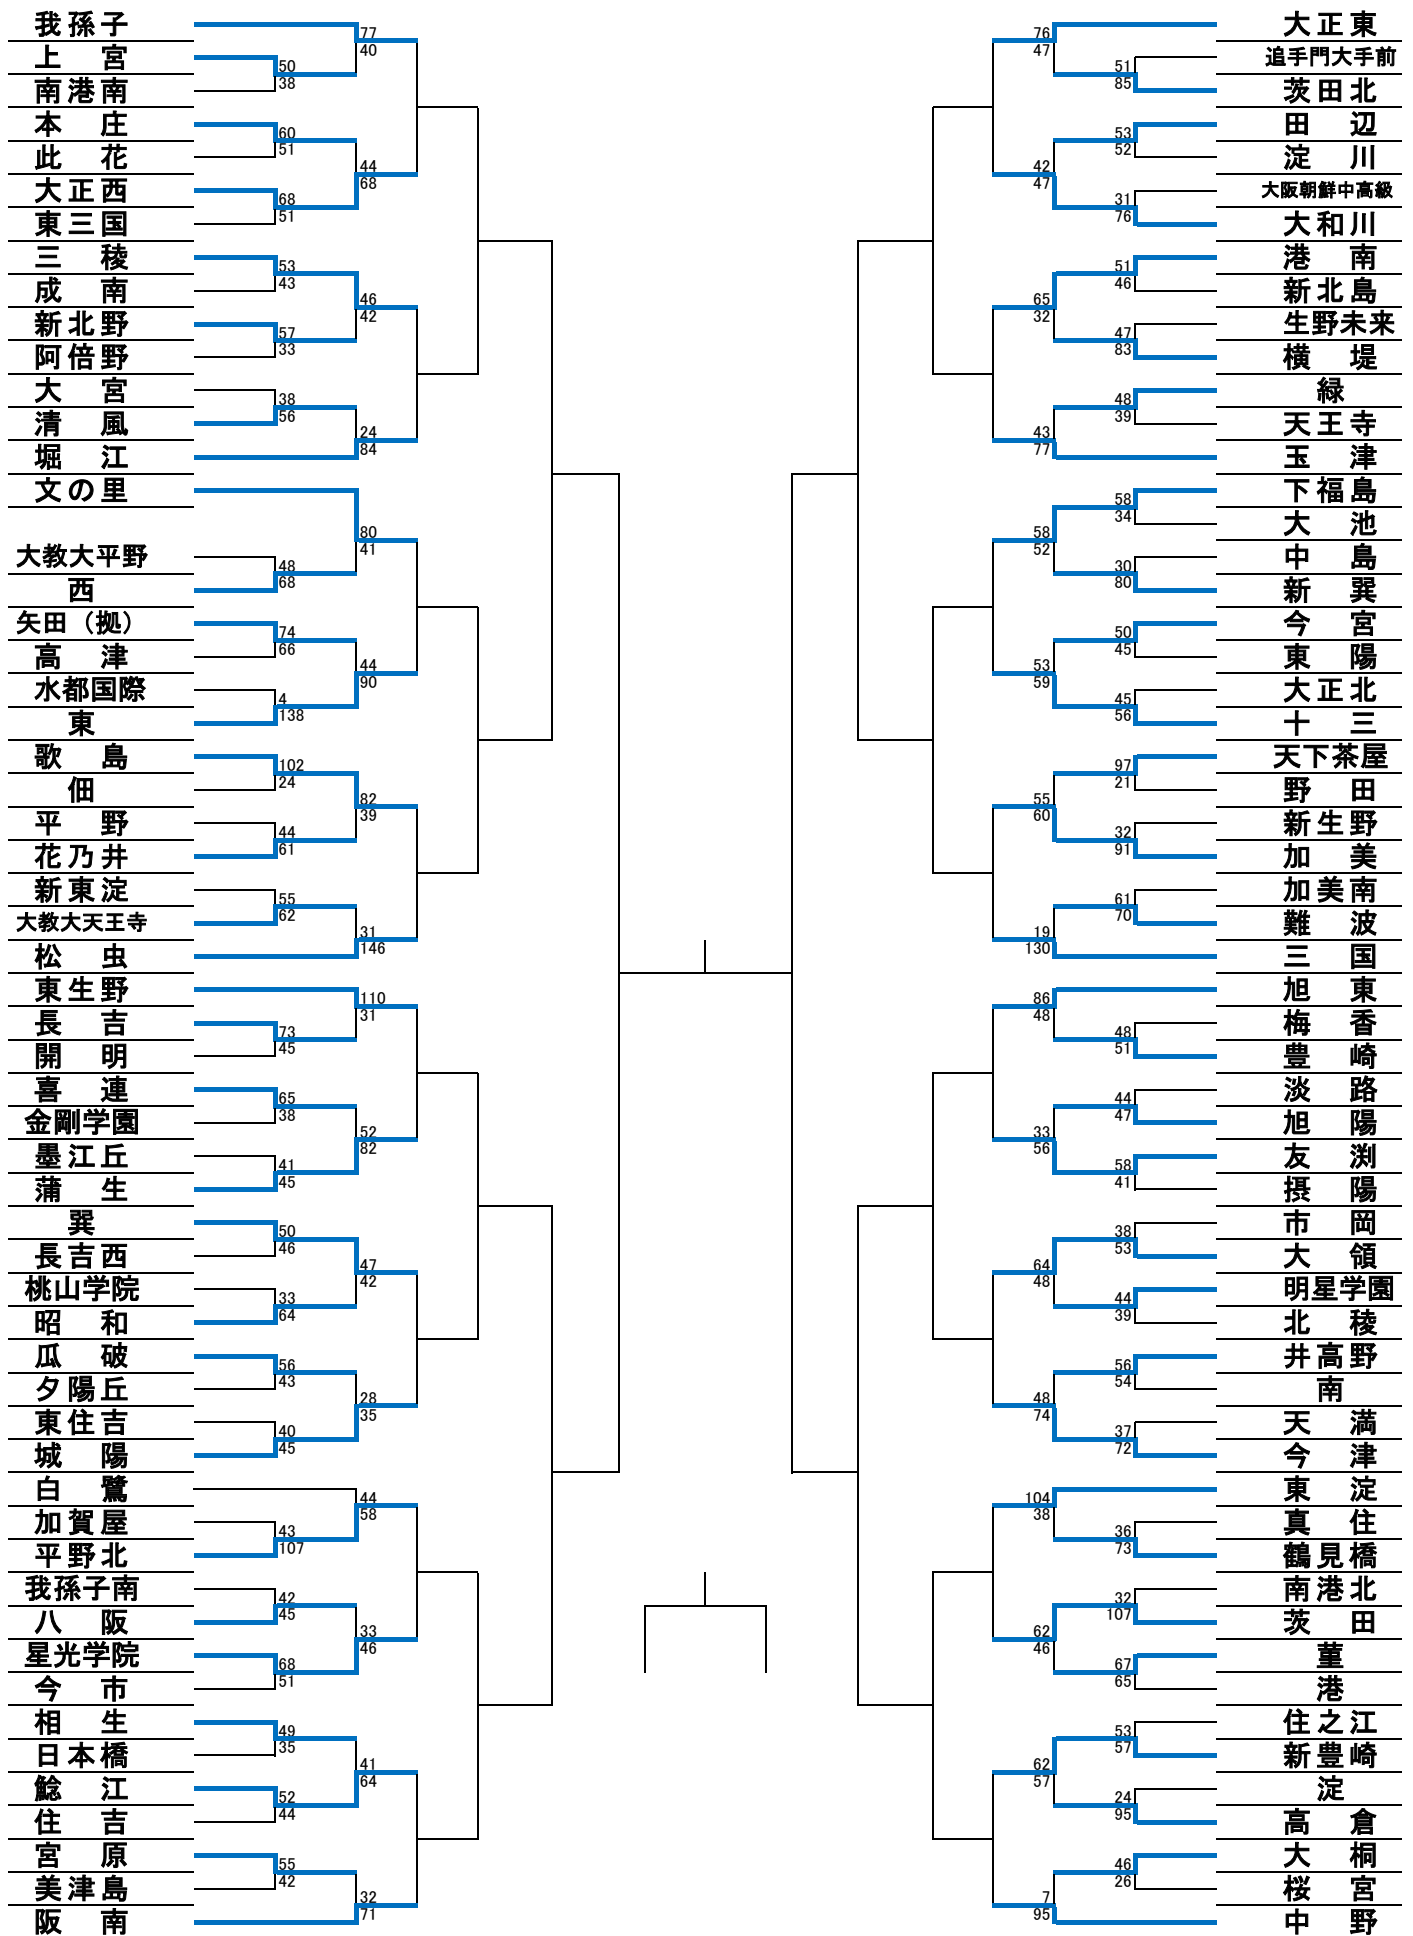 我孫子
77
40
上宮
50
38
南港南
本庄
60
51
此花
44
68
大正西
68
51
東三国
三稜
53
43
成南
46
42
新北野
57
33
阿倍野
大宮
38
56
清風
24
84
堀江
文の里
80
41
大教大平野
48
68
西
矢田（拠）
74
66
高津
44
90
水都国際
4
138
東
歌島
102
24
佃
82
39
平野
44
61
花乃井
新東淀
55
62
大教大天王寺
31
146
松虫
東生野
110
31
長吉
73
45
開明
喜連
65
38
金剛学園
52
82
墨江丘
41
45
蒲生
巽
50
46
長吉西
47
42
桃山学院
33
64
昭和
瓜破
56
43
夕陽丘
28
35
東住吉
40
45
城陽
白鷺
44
58
加賀屋
43
107
平野北
我孫子南
42
45
八阪
33
46
星光学院
68
51
今市
相生
49
35
日本橋
41
64
鯰江
52
44
住吉
宮原
55
42
美津島
32
71
阪南
大正東
76
47
追手門大手前
51
85
茨田北
田辺
53
52
淀川
42
47
大阪朝鮮中高級
31
76
大和川
港南
51
46
新北島
65
32
生野未来
47
83
横堤
緑
48
39
天王寺
43
77
玉津
下福島
58
34
大池
58
52
中島
30
80
新巽
今宮
50
45
東陽
53
59
大正北
45
56
十三
天下茶屋
97
21
野田
55
60
新生野
32
91
加美
加美南
61
70
難波
19
130
三国
旭東
86
48
梅香
48
51
豊崎
淡路
44
47
旭陽
33
56
友渕
58
41
摂陽
市岡
38
53
大領
64
48
明星学園
44
39
北稜
井高野
56
54
南
48
74
天満
37
72
今津
東淀
104
38
真住
36
73
鶴見橋
南港北
32
107
茨田
62
46
菫
67
65
港
住之江
53
57
新豊崎
62
57
淀
24
95
高倉
大桐
46
26
桜宮
7
95
中野